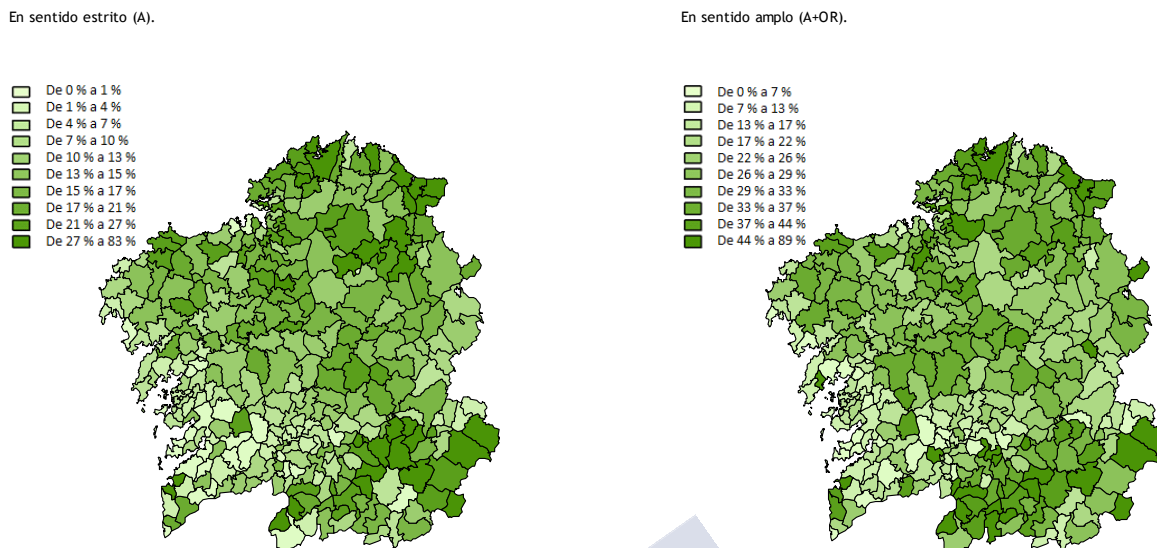 En sentido estrito (A).
De 0 % a 1 %
De 1 % a 4 %
De 4 % a 7 %
De 7 % a 10 %
De 10 % a 13 %
De 13 % a 15 %
De 15 % a 17 %
De 17 % a 21 %
De 21 % a 27 %
De 27 % a 83 %
En sentido amplo (A+OR).
De 0 % a 7 %
De 7 % a 13 %
De 13 % a 17 %
De 17 % a 22 %
De 22 % a 26 %
De 26 % a 29 %
De 29 % a 33 %
De 33 % a 37 %
De 37 % a 44 %
De 44 % a 89 %